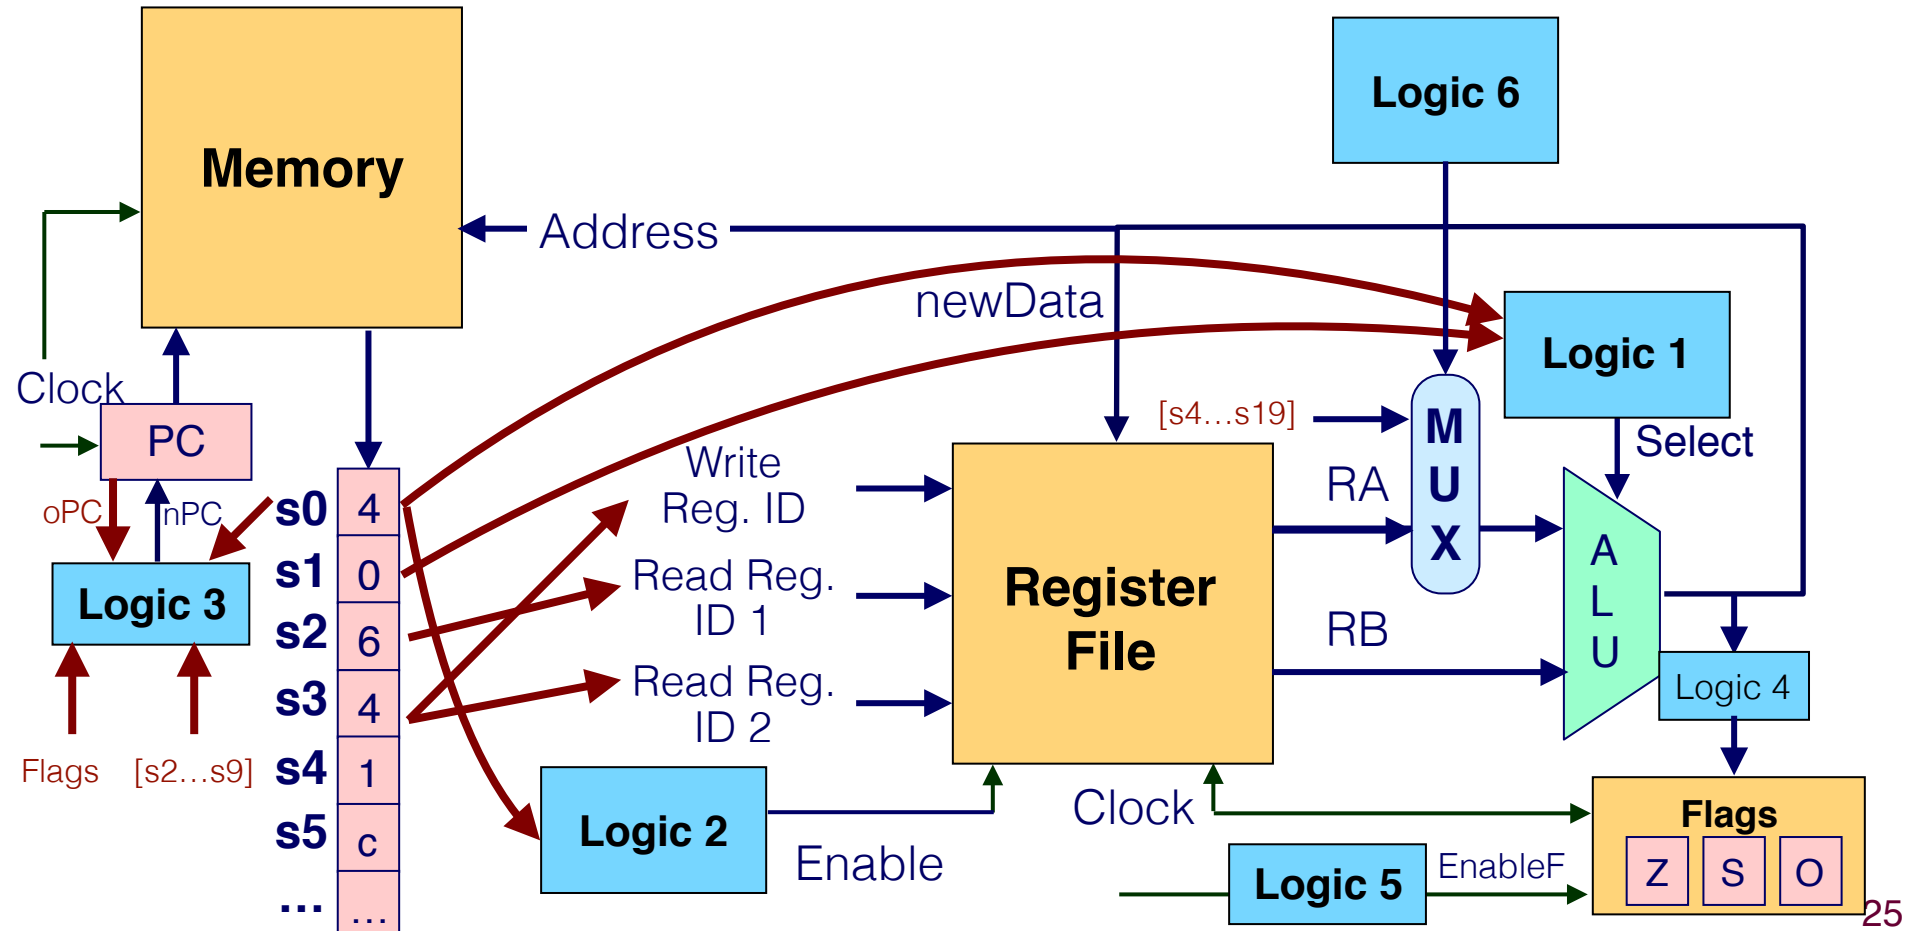 Memory
Logic 6
Address
newData
Logic 1
Clock
PC
[s4...s19]
M
U
X
Select
oPC
nPC
s0
4
Write
Reg. ID
RA
s1
0
Read Reg.
ID 1
Register
File
A
L
U
Logic 3
s2
6
RB
s3
4
Read Reg.
ID 2
Logic 4
Flags
[s2...s9]
s4
1
s5
c
Logic 2
Enable
Clock
Flags
Z
S
O
Logic 5
EnableF
...
...
25